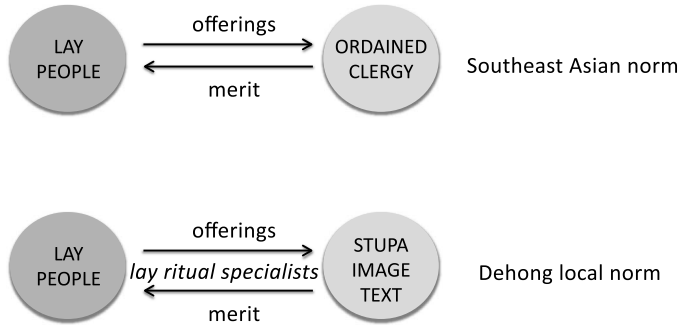 offerings
LAY
PEOPLE
ORDAINED
CLERGY
Southeast Asian norm
merit
offerings
LAY
PEOPLE
lay ritual specialists
STUPA
IMAGE
TEXT
Dehong local norm
merit